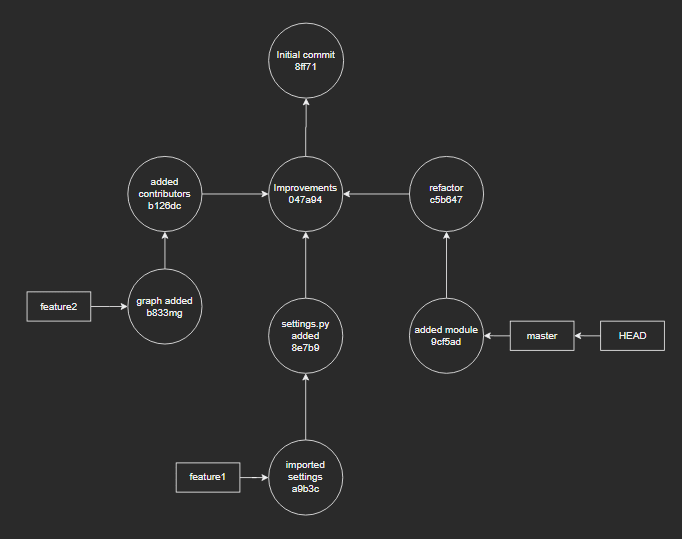 Initial commit
8ff71
added
contributors
b126dc
Improvements
047a94
refactor
c5b647
feature2
graph added
b833mg
settings.py
added
8e7b9
added module
9cf5ad
master
HEAD
feature1
imported
settings
a9b3c